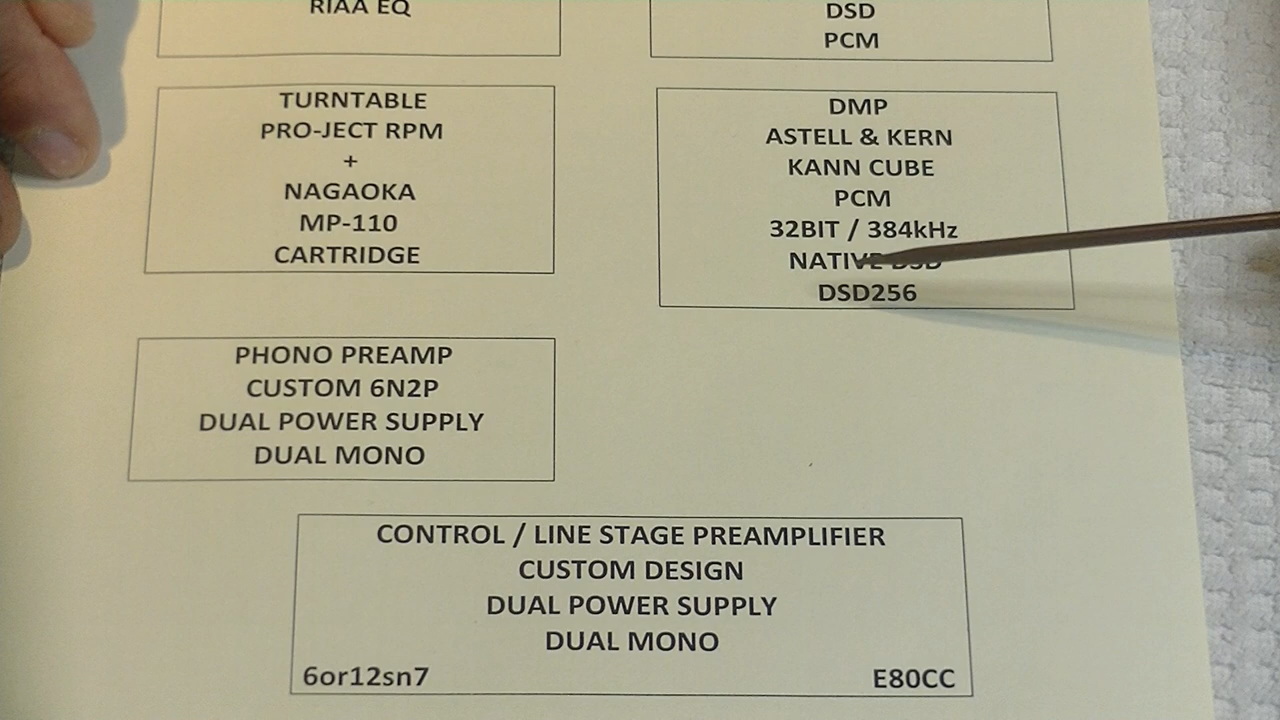 RIAA EQ
DSD
PCM
TURNTABLE
PRO-JECT RPM
+
NAGAOKA
MP-110
CARTRIDGE
DMP
ASTELL & KERN
KANN CUBE
PCM
32BIT / 384kHz
NATIVE DSD
DSD256
PHONO PREAMP
CUSTOM 6N2P
DUAL POWER SUPPLY
DUAL MONO
CONTROL / LINE STAGE PREAMPLIFIER
CUSTOM DESIGN
DUAL POWER SUPPLY
DUAL MONO
6or12sn7
E80CC